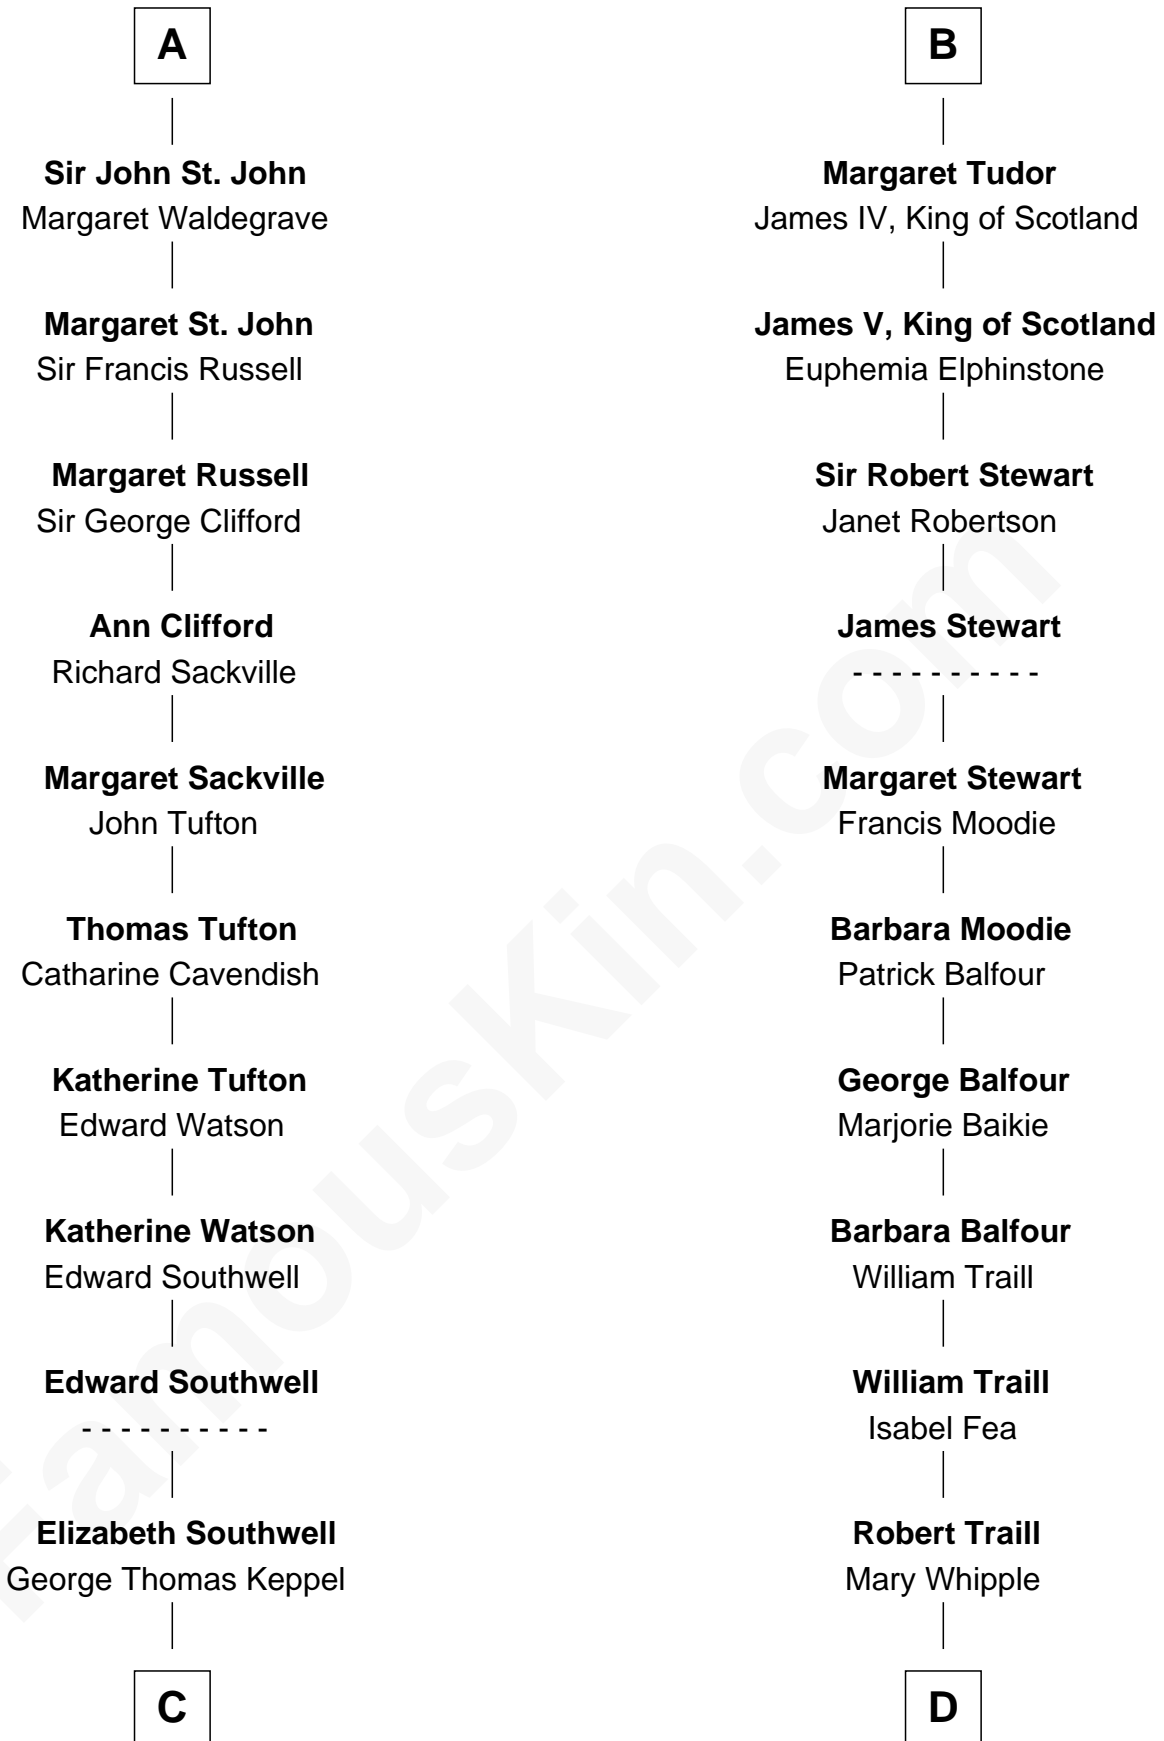 A
Sir John St. John
Margaret Waldegrave
Margaret St. John
Sir Francis Russell
Margaret Russell
Sir George Clifford
Ann Clifford
Richard Sackville
Margaret Sackville
John Tufton
Thomas Tufton
Catharine Cavendish
Katherine Tufton
Edward Watson
Katherine Watson
Edward Southwell
Edward Southwell
- - - - - - - - - -
Elizabeth Southwell
George Thomas Keppel
C
B
Margaret Tudor
James IV, King of Scotland
James V, King of Scotland
Euphemia Elphinstone
Sir Robert Stewart
Janet Robertson
James Stewart
- - - - - - - - - -
Margaret Stewart
Francis Moodie
Barbara Moodie
Patrick Balfour
George Balfour
Marjorie Baikie
Barbara Balfour
William Traill
William Traill
Isabel Fea
Robert Traill
Mary Whipple
D
FamousKin.com